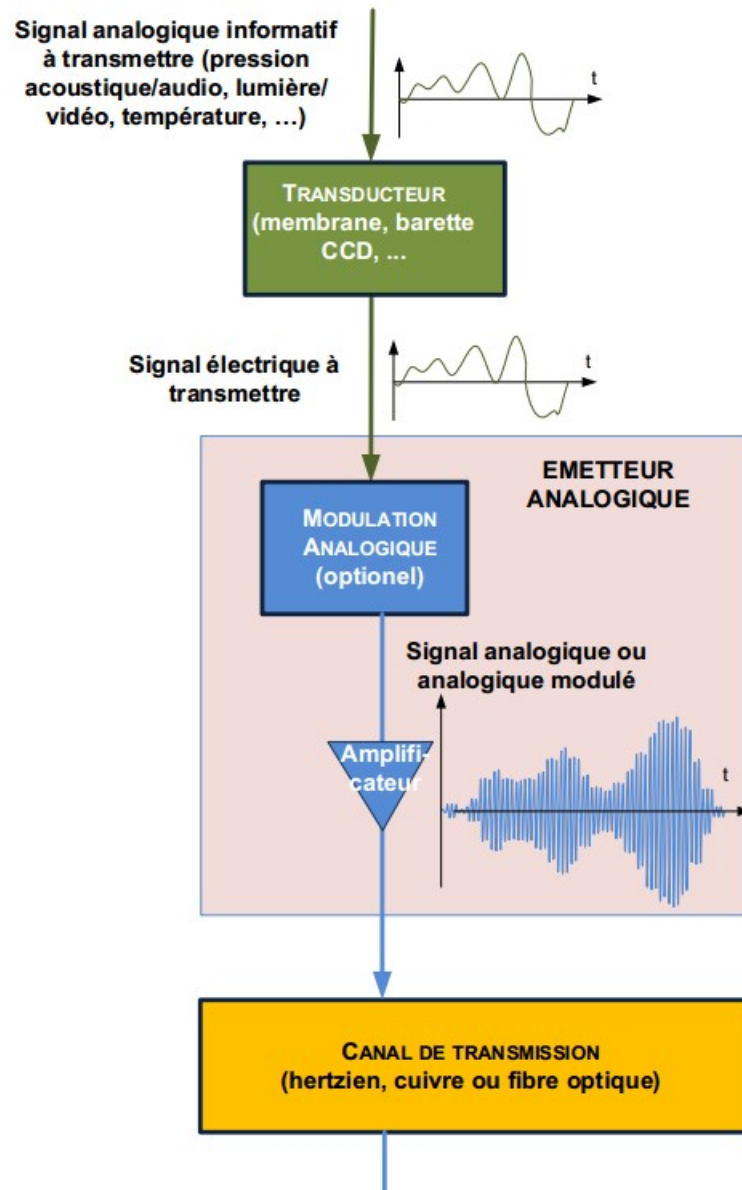 Signal analogique informatif
à transmettre (pression
acoustique/audio, lumière/
vidéo, température, …)
t
TRANSDUCTEUR
(membrane, barette
CCD, ...
Signal électrique à
transmettre
t
EMETTEUR
ANALOGIQUE
MODULATION
ANALOGIQUE
(optionel)
Signal analogique ou
analogique modulé
Amplifi-
cateur
t
CANAL DE TRANSMISSION
(hertzien, cuivre ou fibre optique)